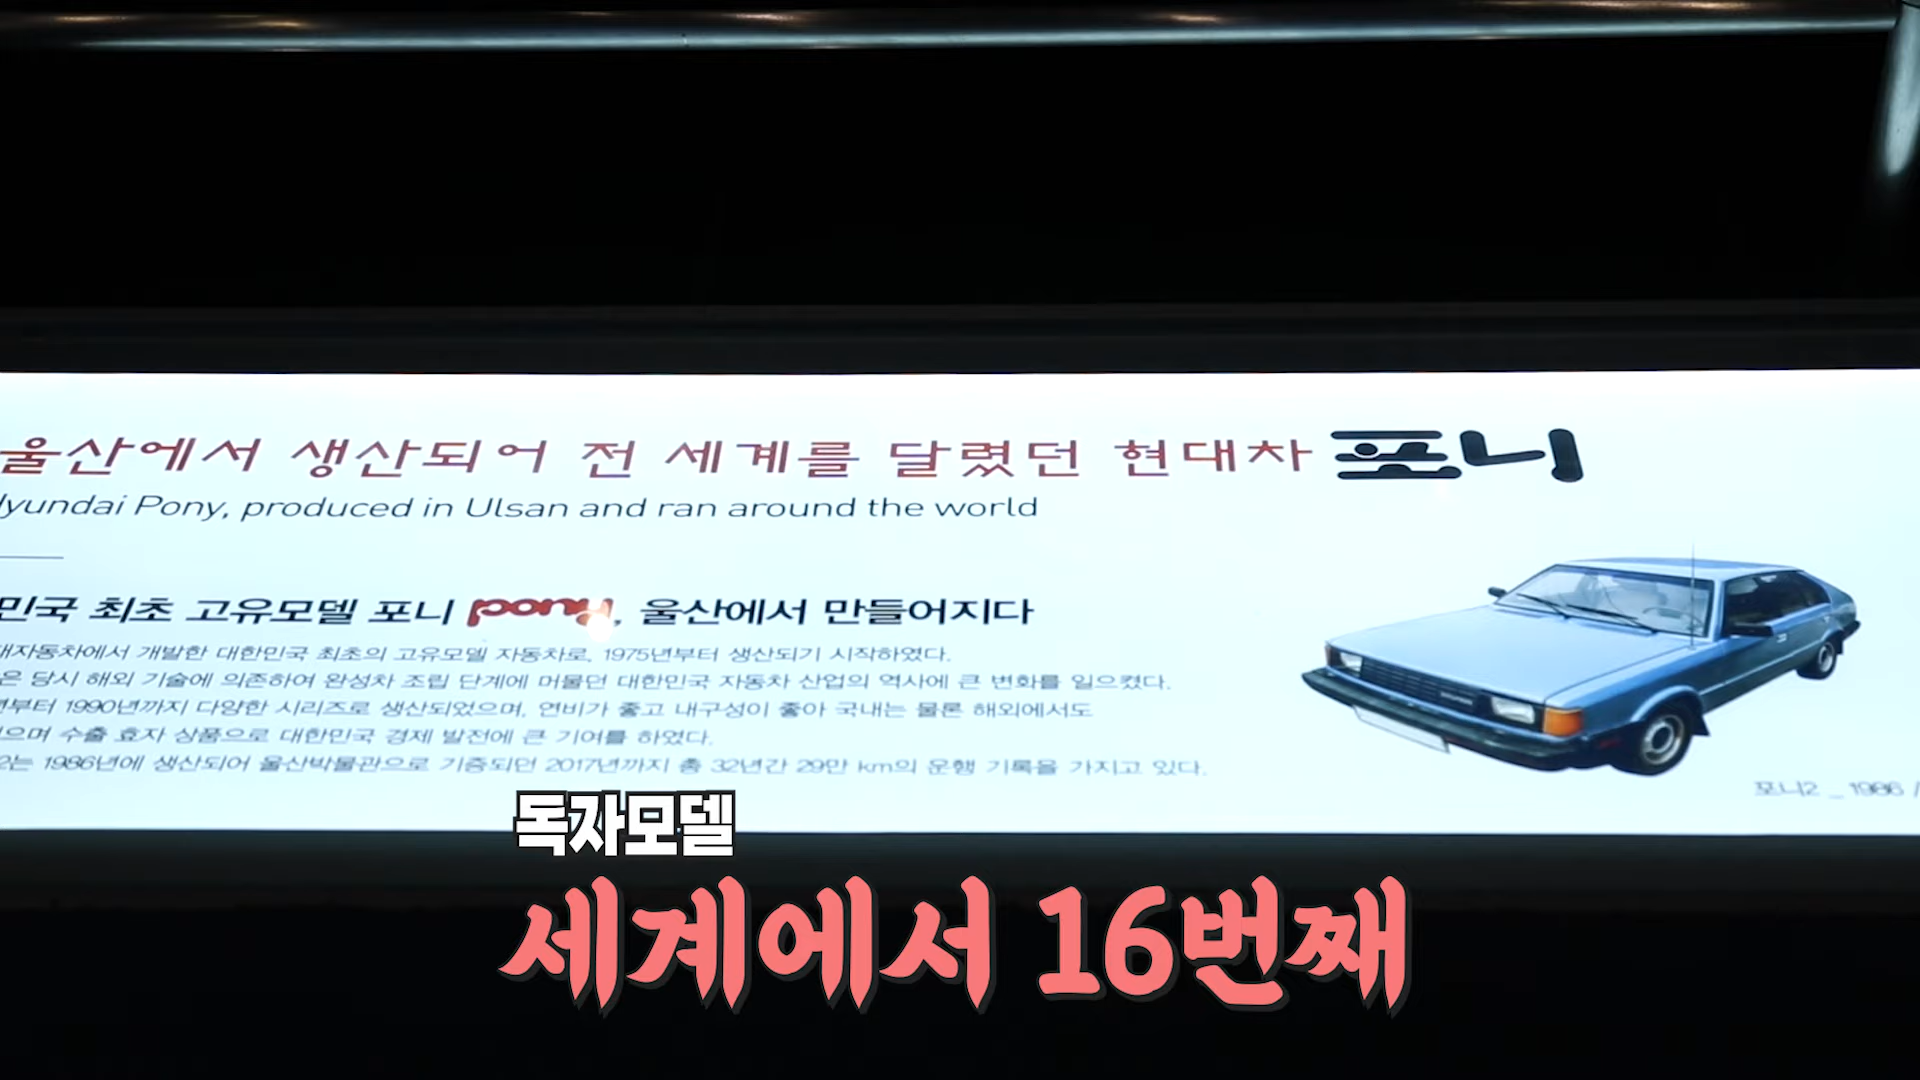 울산에서 생산되어 전 세계를 달렸던 현대차 포니
Hyundai Pony, produced in Ulsan and ran around the world
민국 최초 고유모델 포니 pony, 울산에서 만들어지다
대자동차에서 개발한 대한민국 최초의 고유모델 자동차로, 1975년부터 생산되기 시작하였다.
은 당시 해외 기술에 의존하여 완성차 조립 단계에 머물던 대한민국 자동차 산업의 역사에 큰 변화를 일으켰다.
년부터 1990년까지 다양한 시리즈로 생산되었으며, 연비가 좋고 내구성이 좋아 국내는 물론 해외에서도
으며 수출 효자 상품으로 대한민국 경제 발전에 큰 기여를 하였다.
2는 1986년에 생산되어 울산박물관으로 기증되던 2017년까지 총 32년간 29만 km의 운행 기록을 가지고 있다.
포니2 _ 1986 /
독자모델
세계에서 16번째